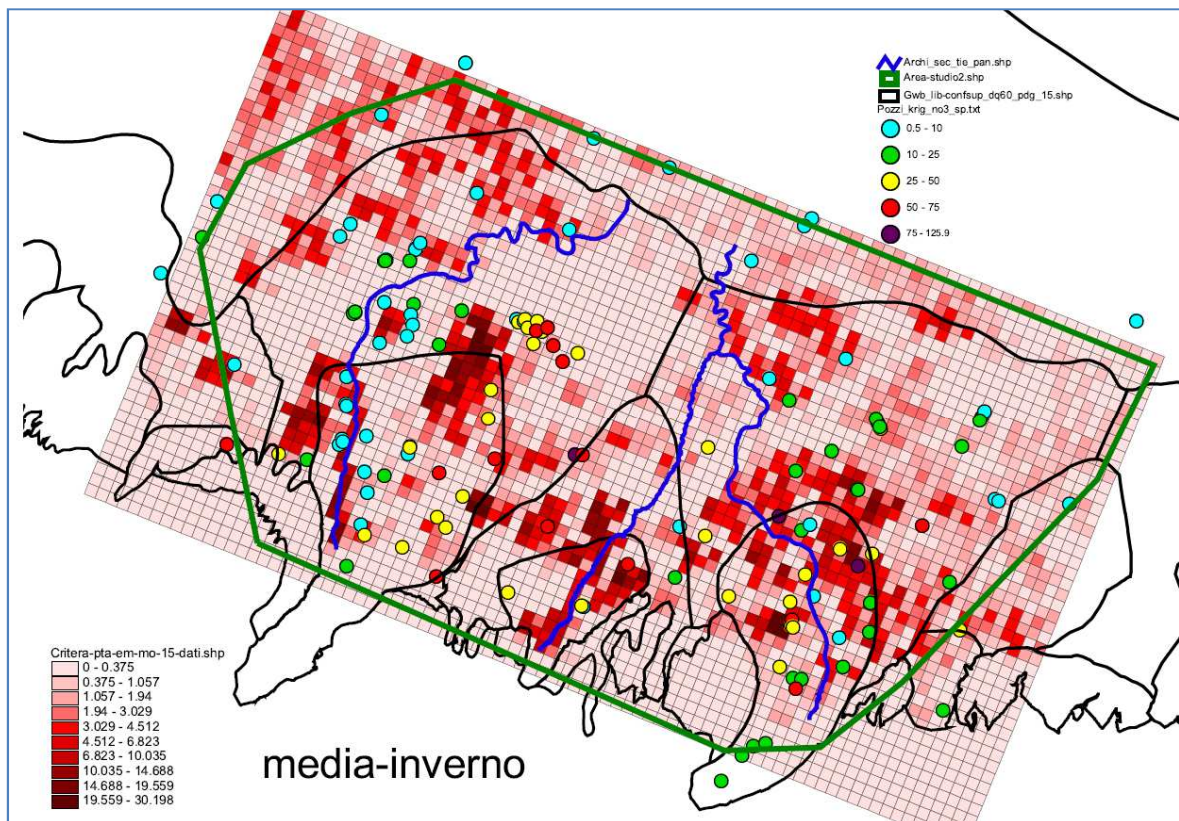 Archi_sec_tie_pan.shp
Area-studio2.shp
Gwb_lib-confsup_dq60_pdg_15.shp
Pozzi_krig_no3_sp.txt
0.5 - 10
10 - 25
25 - 50
50 - 75
75 - 125.9
Critera-pta-em-mo-15-dati.shp
0 - 0.375
0.375 - 1.057
1.057 - 1.94
1.94 - 3.029
3.029 - 4.512
4.512 - 6.823
6.823 - 10.035
10.035 - 14.688
14.688 - 19.559
19.559 - 30.198
media-inverno